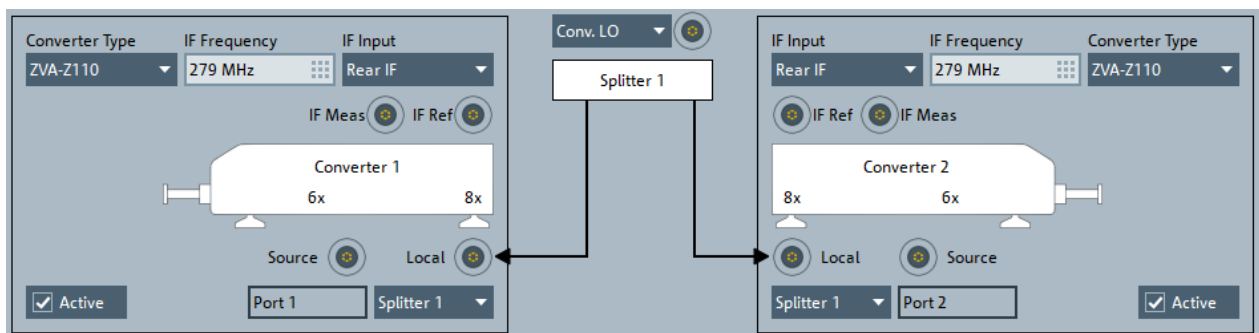 Converter Type IF Frequency IF Input
ZVA-Z110 279 MHz Rear IF
IF Meas IF Ref
Converter 1
6x 8x
Source Local
Active Port 1 Splitter 1
Conv. LO
Splitter 1
IF Input IF Frequency Converter Type
Rear IF 279 MHz ZVA-Z110
IF Ref IF Meas
Converter 2
8x 6x
Local Source
Splitter 1 Port 2 Active